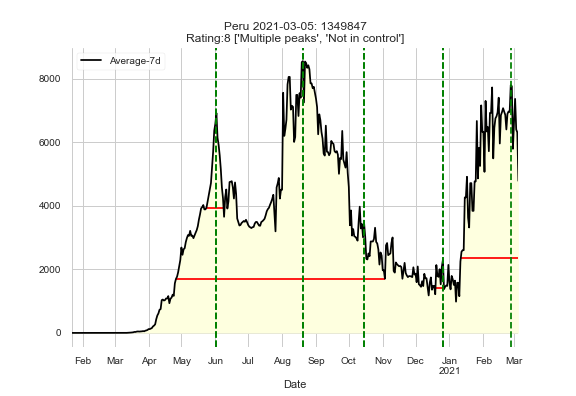 Peru 2021-03-05: 1349847
Rating:8 ['Multiple peaks', 'Not in control']
Average-7d
8000
6000
4000
2000
0
Feb Mar Apr May Jun Jul Aug Sep Oct Nov Dec Jan Feb Mar
2021
Date